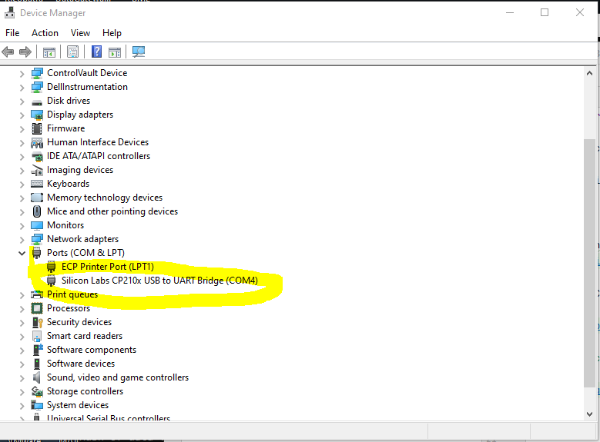 Device Manager
File Action View Help
ControlVault Device
DellInstrumentation
Disk drives
Display adapters
Firmware
Human Interface Devices
IDE ATA/ATAPI controllers
Imaging devices
Keyboards
Memory technology devices
Mice and other pointing devices
Monitors
Network adapters
Ports (COM & LPT)
ECP Printer Port (LPT1)
Silicon Labs CP210x USB to UART Bridge (COM4)
Print queues
Processors
Security devices
Smart card readers
Software components
Software devices
Sound, video and game controllers
Storage controllers
System devices
Universal Serial Bus controllers